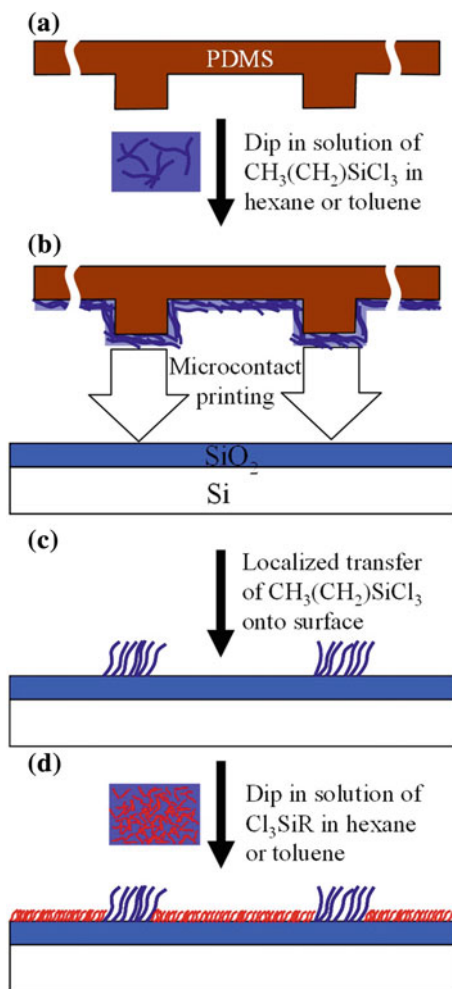 (a)
PDMS
Dip in solution of
CH₃(CH₂)SiCl₃ in
hexane or toluene
(b)
Microcontact
printing
SiO₂
Si
(c)
Localized transfer
of CH₃(CH₂)SiCl₃
onto surface
(d)
Dip in solution of
Cl₃SiR in hexane
or toluene